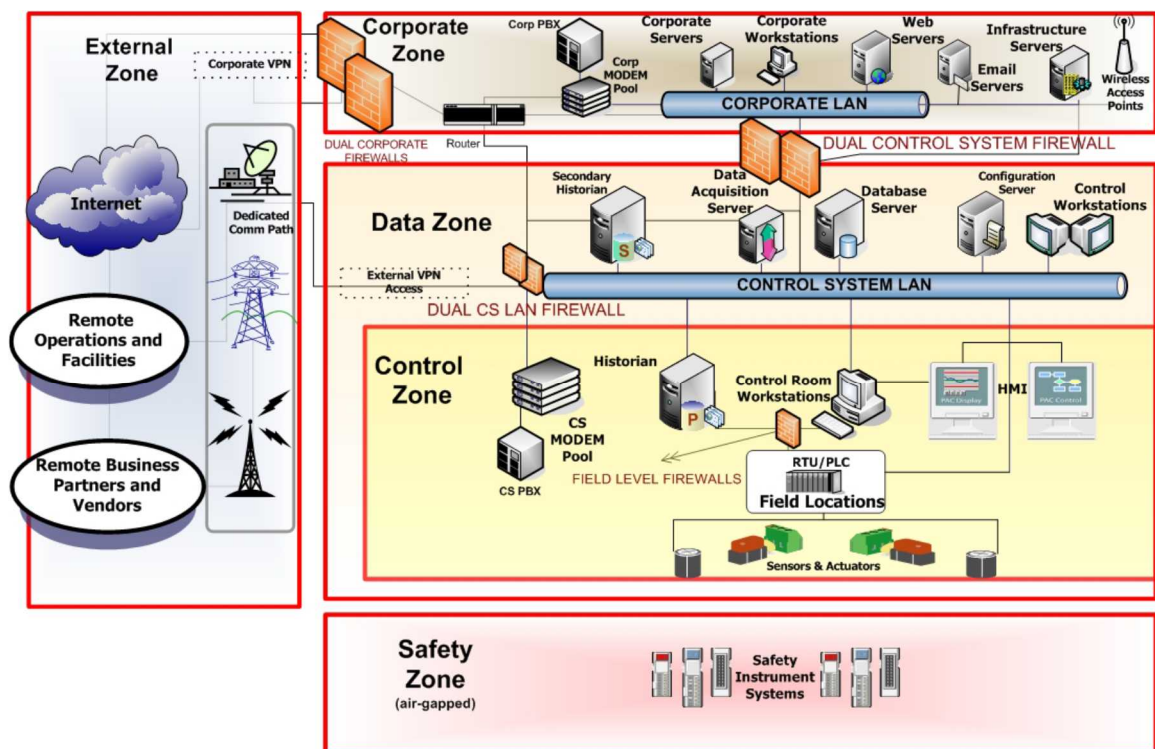 External
Zone
Corporate VPN
Internet
Dedicated
Comm Path
Remote
Operations and
Facilities
Remote Business
Partners and
Vendors
Corporate
Zone
Corp PBX
Corp
MODEM
Pool
Corporate
Servers
Corporate
Workstations
Web
Servers
Email
Servers
Infrastructure
Servers
Wireless
Access
Points
CORPORATE LAN
DUAL CORPORATE
FIREWALLS
Router
DUAL CONTROL SYSTEM FIREWALL
Data Zone
Secondary
Historian
S
Data
Acquisition
Server
Database
Server
Configuration
Server
Control
Workstations
External VPN
Access
CONTROL SYSTEM LAN
DUAL CS LAN FIREWALL
Control
Zone
CS
MODEM
Pool
CS PBX
Historian
P
Control Room
Workstations
PAC Display
HMI
PAC Control
FIELD LEVEL FIREWALLS
RTU/PLC
Field Locations
Sensors & Actuators
Safety
Zone
(air-gapped)
Safety
Instrument
Systems